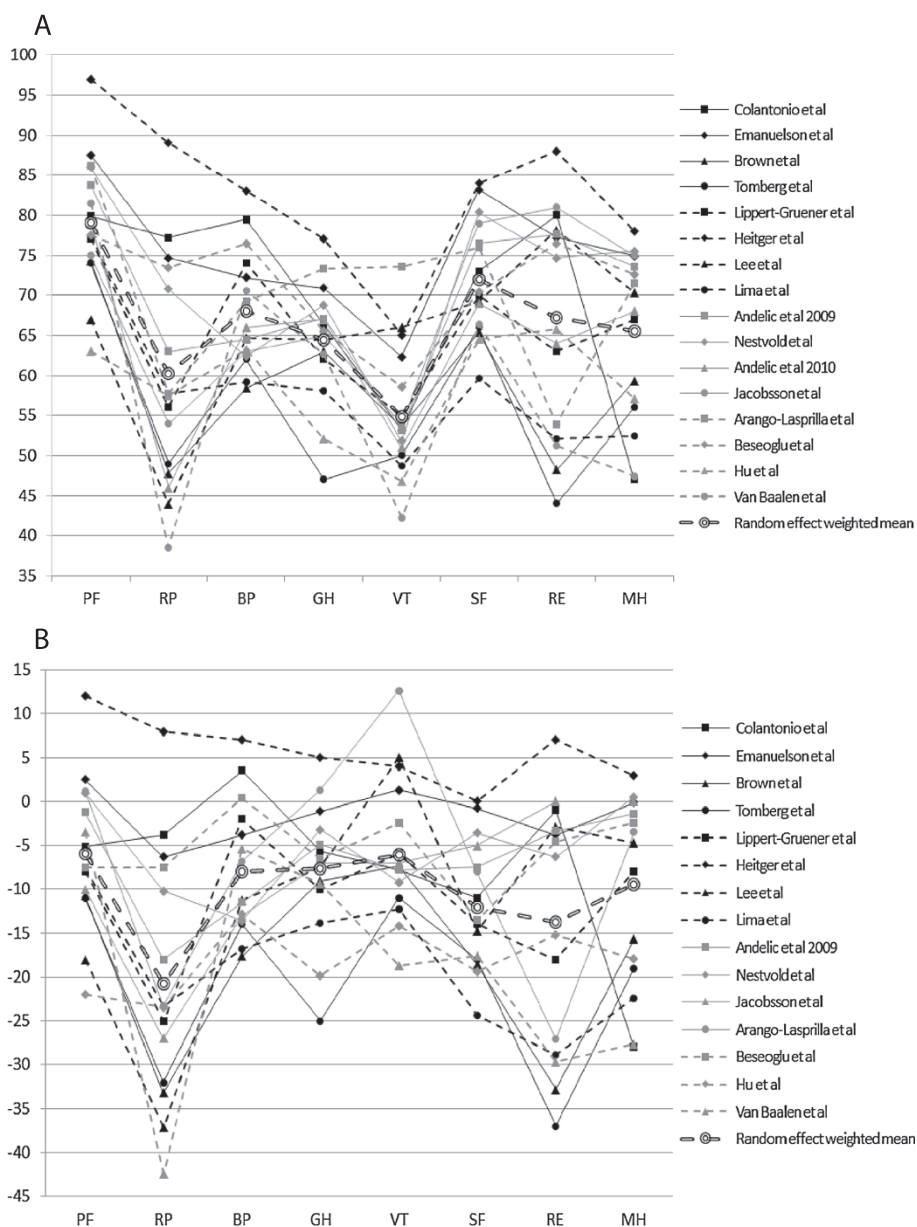 A
100
95
90
85
80
75
70
65
60
55
50
45
40
35
PF RP BP GH VT SF RE MH
Colantonio et al
Emanuelson et al
Brown et al
Tomberg et al
Lippert-Gruener et al
Heitger et al
Lee et al
Lima et al
Andelic et al 2009
Nestvold et al
Andelic et al 2010
Jacobsson et al
Arango-Lasprilla et al
Beseoglu et al
Hu et al
Van Baalen et al
Random effect weighted mean
B
15
10
5
0
-5
-10
-15
-20
-25
-30
-35
-40
-45
PF RP BP GH VT SF RE MH
Colantonio et al
Emanuelson et al
Brown et al
Tomberg et al
Lippert-Gruener et al
Heitger et al
Lee et al
Lima et al
Andelic et al 2009
Nestvold et al
Jacobsson et al
Arango-Lasprilla et al
Beseoglu et al
Hu et al
Van Baalen et al
Random effect weighted mean